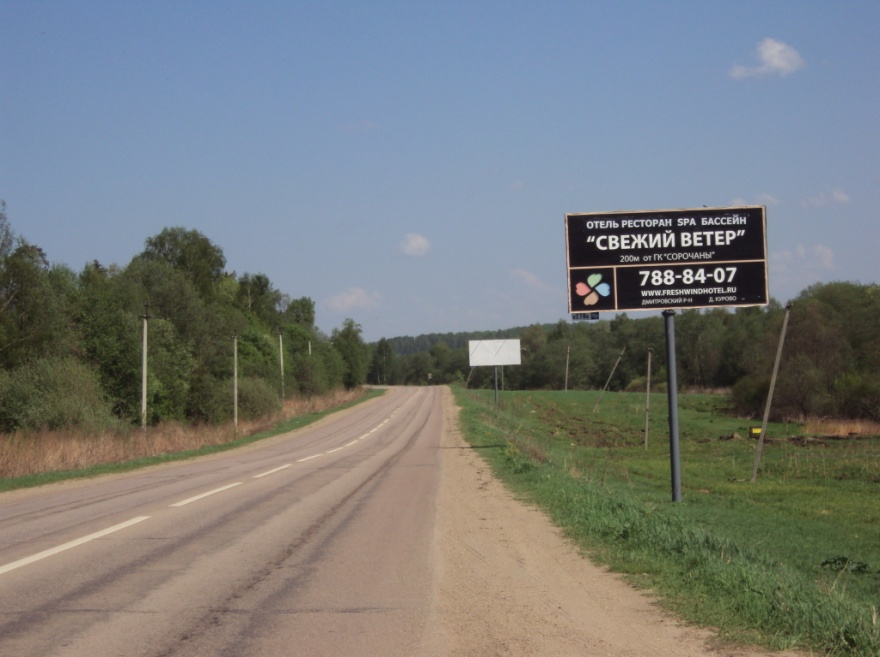 ОТЕЛЬ РЕСТОРАН SPA БАССЕЙН
"СВЕЖИЙ ВЕТЕР"
200м от ГК "СОРОЧАНЫ"
788-84-07
WWW.FRESHWINDHOTEL.RU
ДМИТРОВСКИЙ Р-Н Д. КУРОВО